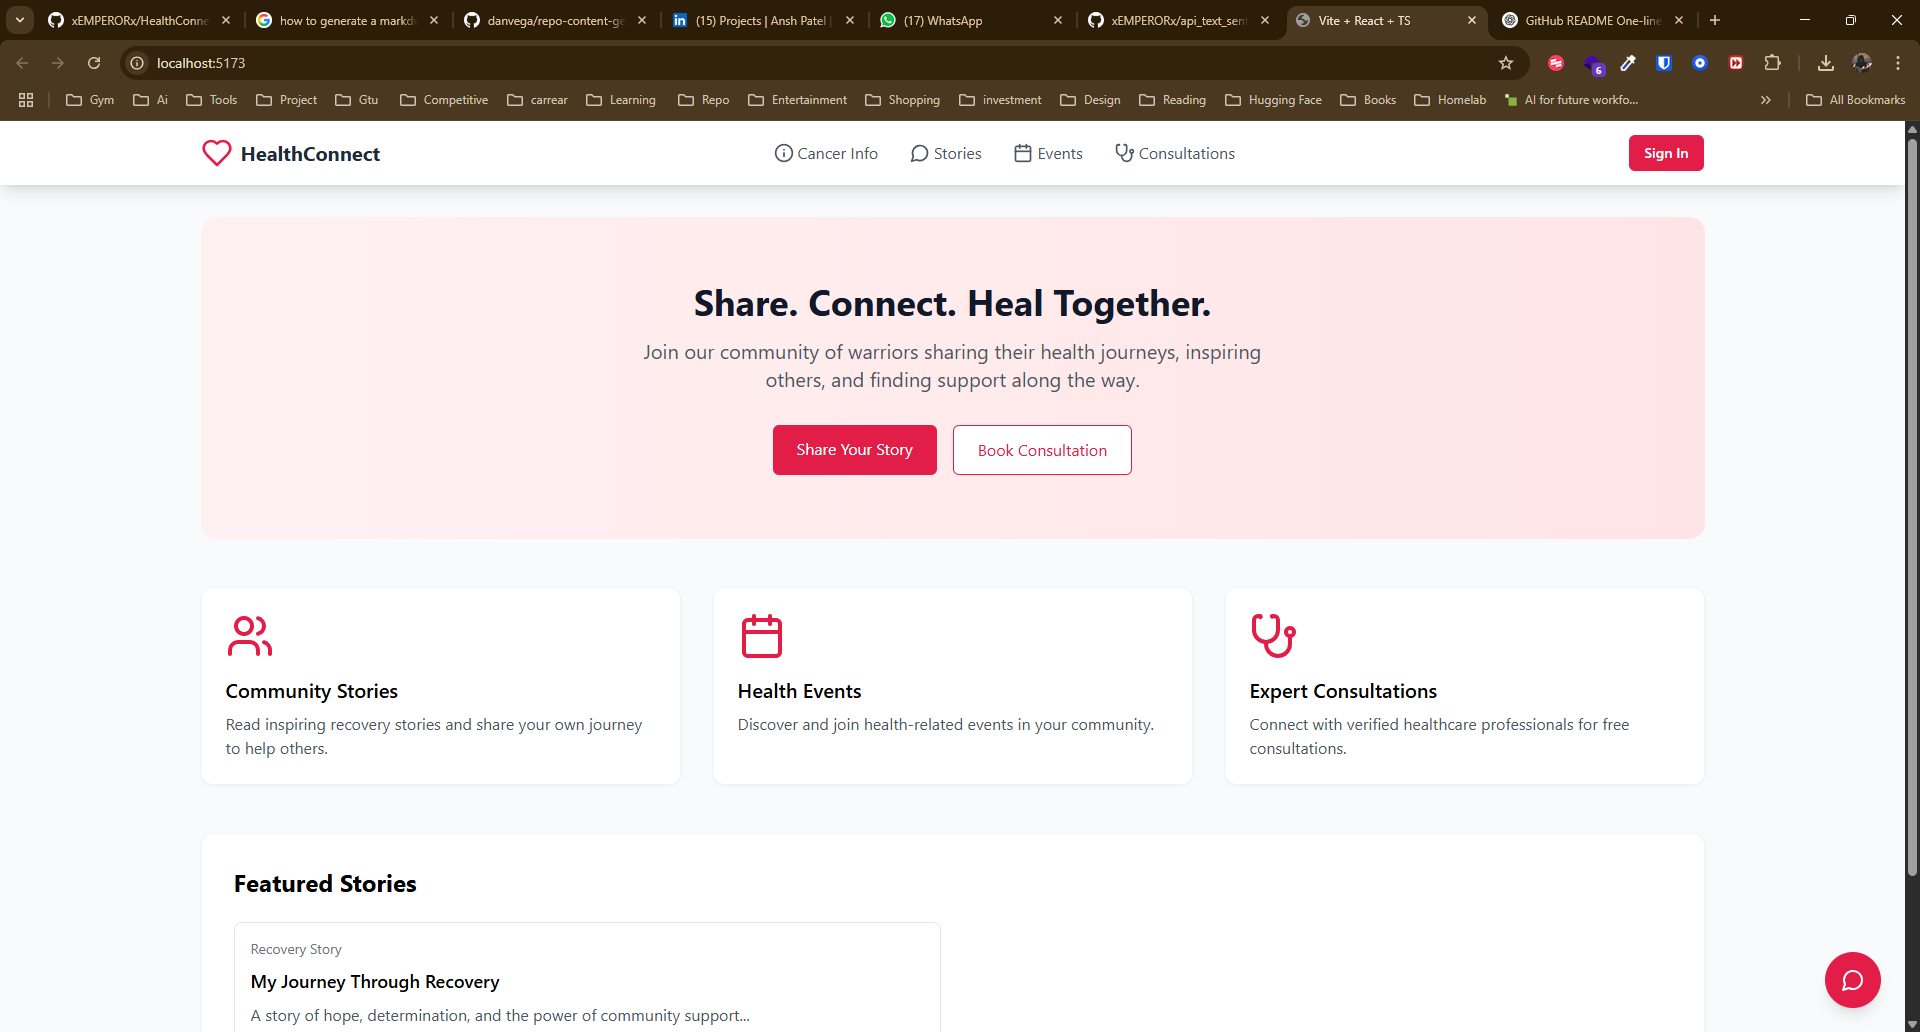 xEMPERORx/HealthConne
how to generate a markdo
danvega/repo-content-ge
(15) Projects | Ansh Patel |
(17) WhatsApp
xEMPERORx/api_text_sent
Vite + React + TS
GitHub README One-line
localhost:5173
6
Gym
Ai
Tools
Project
Gtu
Competitive
carrear
Learning
Repo
Entertainment
Shopping
investment
Design
Reading
Hugging Face
Books
Homelab
AI for future workfo...
All Bookmarks
HealthConnect
Cancer Info
Stories
Events
Consultations
Sign In
Share. Connect. Heal Together.
Join our community of warriors sharing their health journeys, inspiring
others, and finding support along the way.
Share Your Story
Book Consultation
Community Stories
Read inspiring recovery stories and share your own journey
to help others.
Health Events
Discover and join health-related events in your community.
Expert Consultations
Connect with verified healthcare professionals for free
consultations.
Featured Stories
Recovery Story
My Journey Through Recovery
A story of hope, determination, and the power of community support...